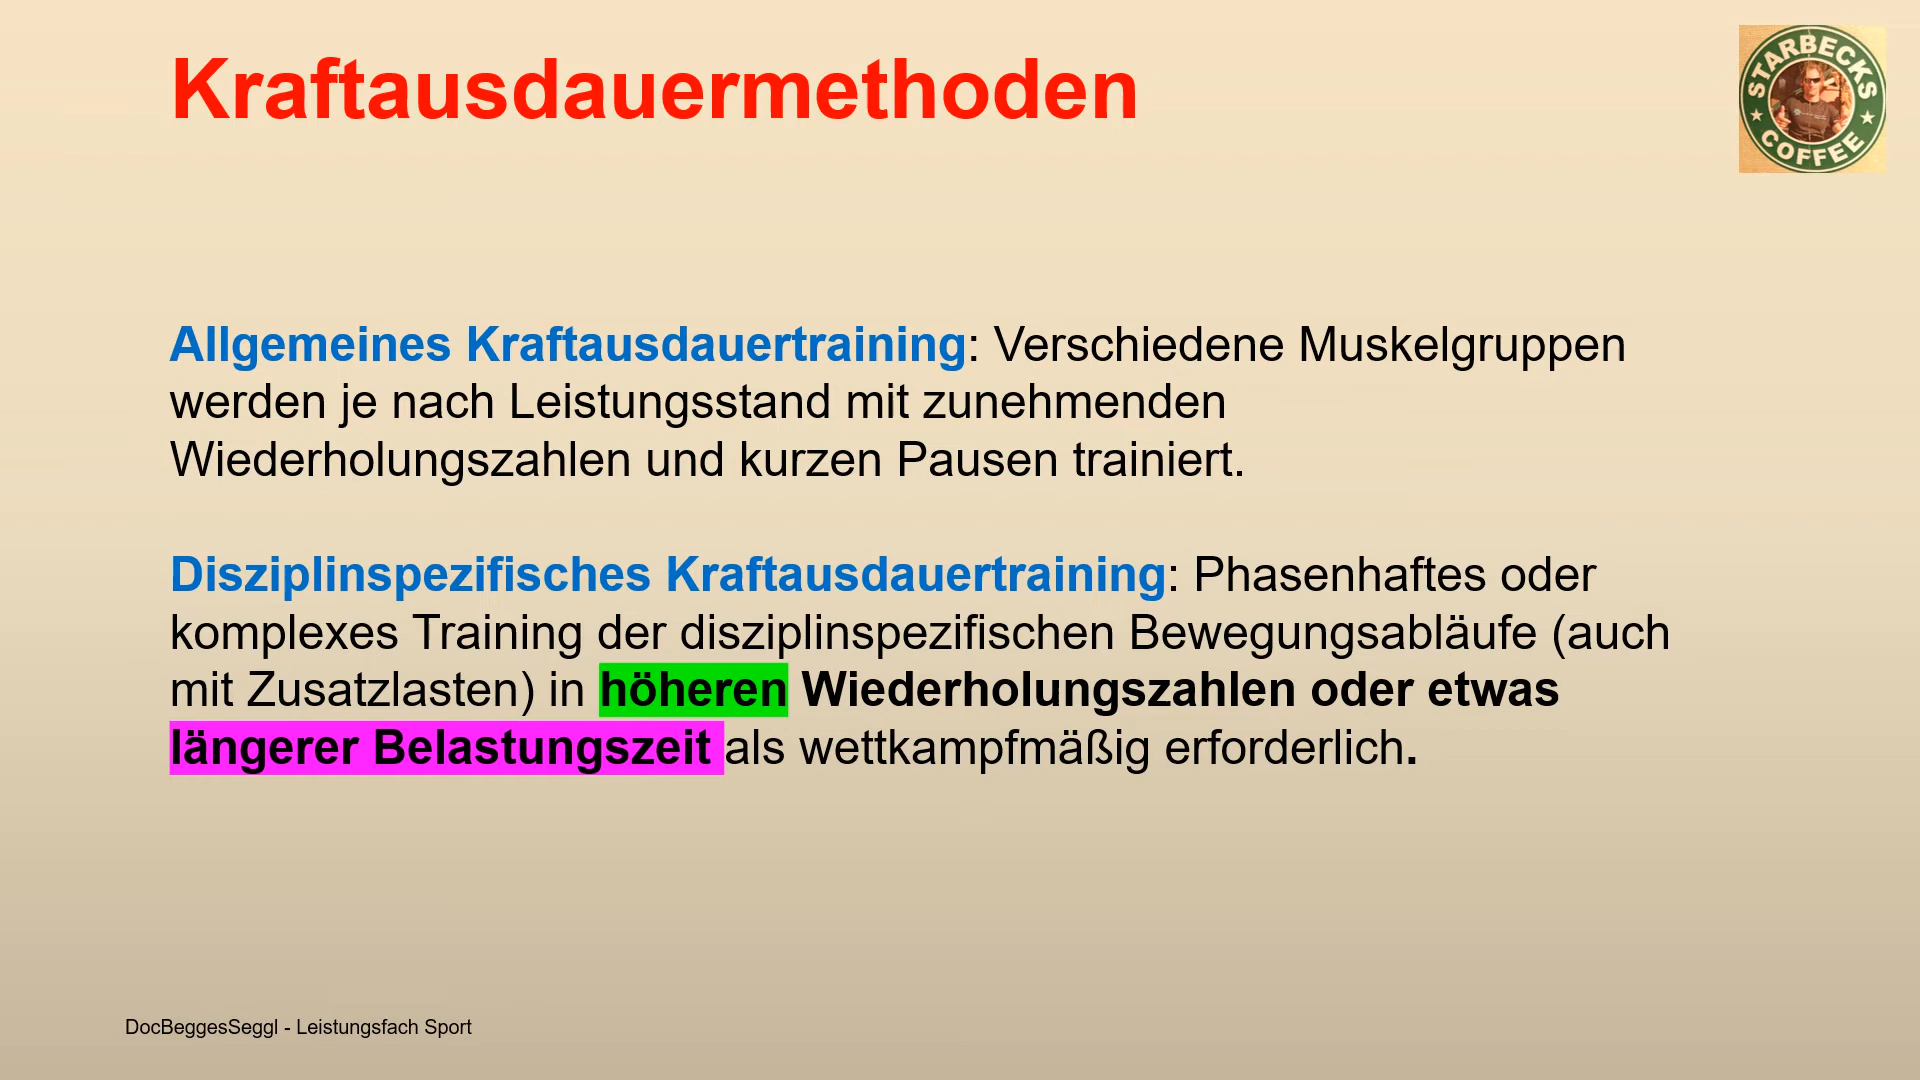 Kraftausdauermethoden
STARBECKS
COFFEE
Allgemeines Kraftausdauertraining: Verschiedene Muskelgruppen
werden je nach Leistungsstand mit zunehmenden
Wiederholungszahlen und kurzen Pausen trainiert.
Disziplinspezifisches Kraftausdauertraining: Phasenhaftes oder
komplexes Training der disziplinspezifischen Bewegungsabläufe (auch
mit Zusatzlasten) in höheren Wiederholungszahlen oder etwas
längerer Belastungszeit als wettkampfmäßig erforderlich.
DocBeggesSeggl - Leistungsfach Sport